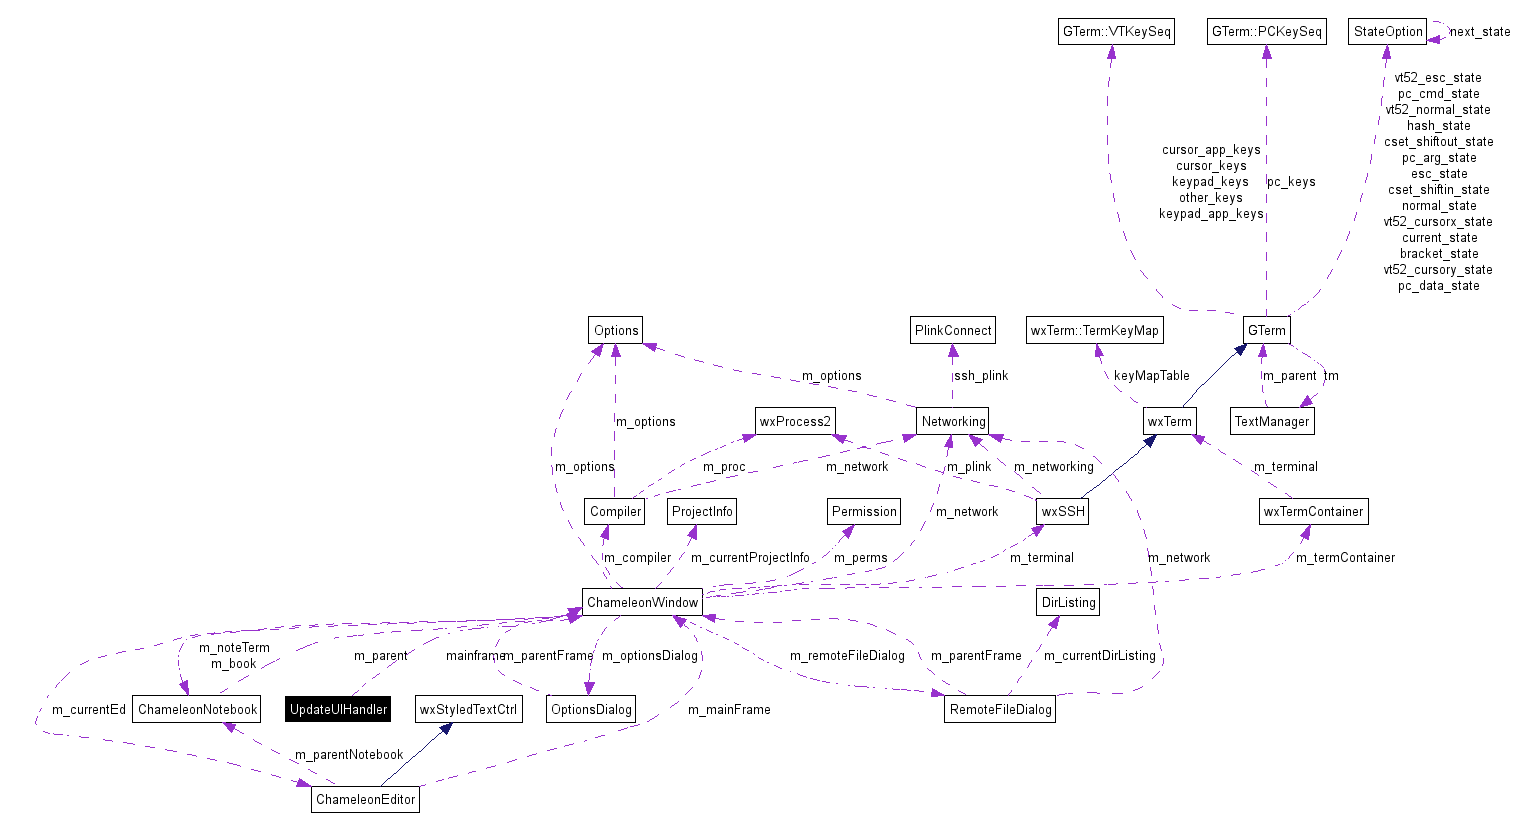 GTerm::VTKeySeq
GTerm::PCKeySeq
StateOption
next_state
vt52_esc_state
pc_cmd_state
vt52_normal_state
hash_state
cset_shiftout_state
pc_arg_state
esc_state
cset_shiftin_state
normal_state
vt52_cursorx_state
current_state
bracket_state
vt52_cursory_state
pc_data_state
cursor_app_keys
cursor_keys
keypad_keys
other_keys
keypad_app_keys
pc_keys
Options
PlinkConnect
wxTerm::TermKeyMap
GTerm
m_options
ssh_plink
keyMapTable
m_parent
tm
m_options
wxProcess2
Networking
wxTerm
TextManager
m_options
m_proc
m_network
m_plink
m_networking
m_terminal
Compiler
ProjectInfo
Permission
m_network
wxSSH
wxTermContainer
m_compiler
m_currentProjectInfo
m_perms
m_terminal
m_network
m_termContainer
ChameleonWindow
DirListing
m_noteTerm
m_book
m_parent
mainframe
m_parentFrame
m_optionsDialog
m_remoteFileDialog
m_parentFrame
m_currentDirListing
m_currentEd
ChameleonNotebook
UpdateUIHandler
wxStyledTextCtrl
OptionsDialog
m_mainFrame
RemoteFileDialog
m_parentNotebook
ChameleonEditor